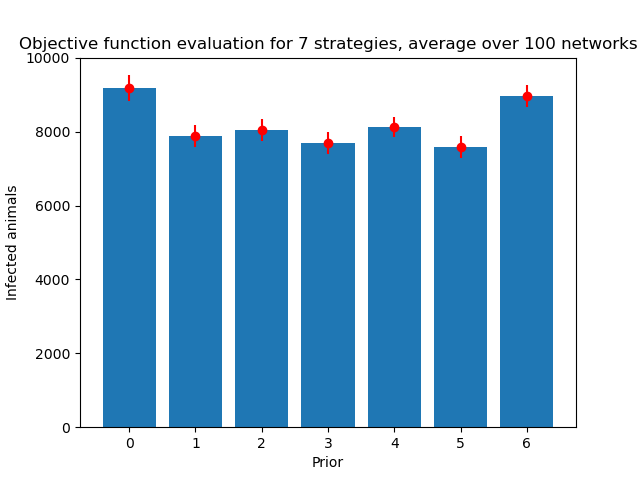 Objective function evaluation for 7 strategies, average over 100 networks
10000
8000
6000
4000
2000
0
Infected animals
0 1 2 3 4 5 6
Prior